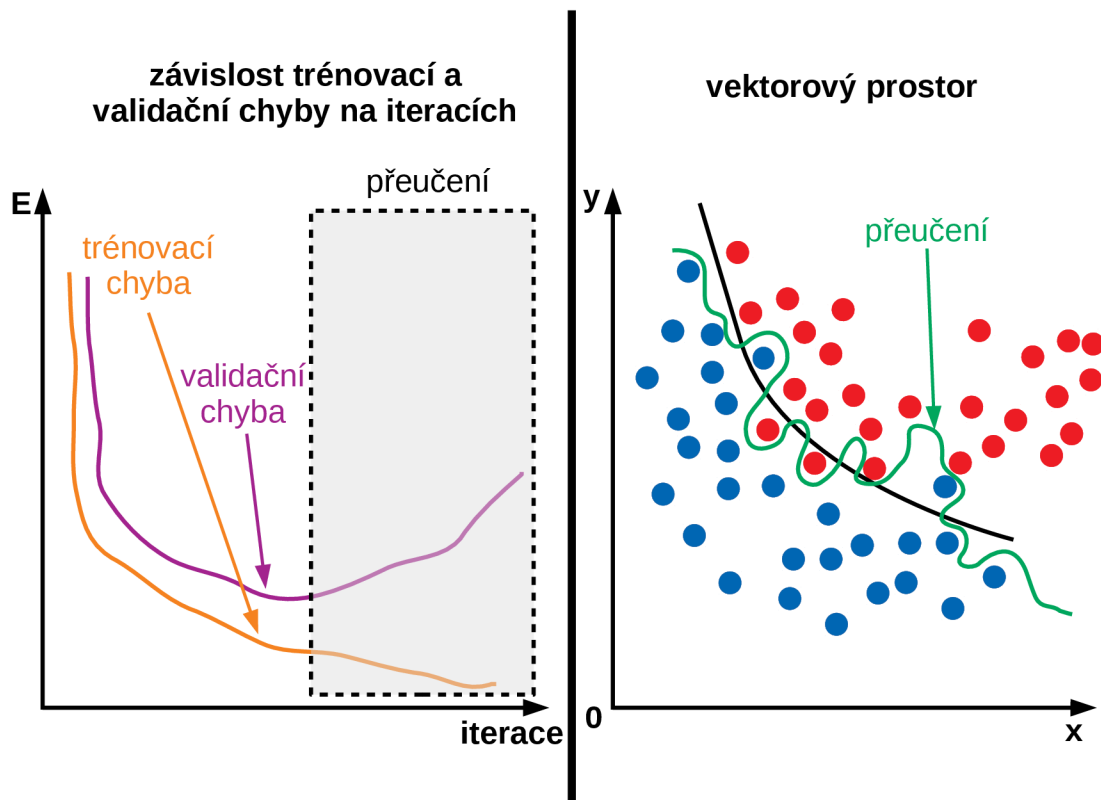 závislost trénovací a
validační chyby na iteracích
přeučení
E
trénovací
chyba
validační
chyba
iterace
vektorový prostor
y
přeučení
0
x